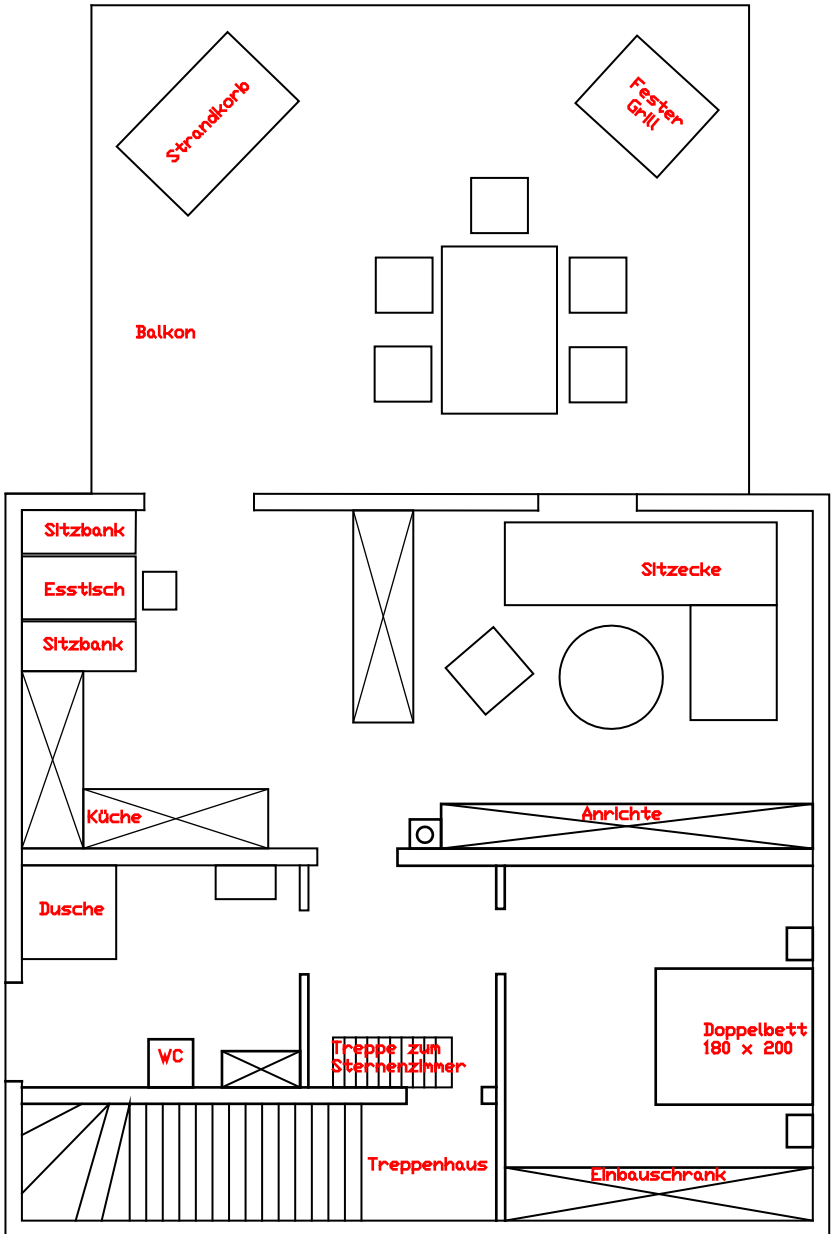 Strandkorb
Fester
Grill
Balkon
Sitzbank
Esstisch
Sitzbank
Sitzecke
Küche
Anrichte
Dusche
WC
Treppe zum
Sternenzimmer
Doppelbett
180 x 200
Treppenhaus
Einbauschrank